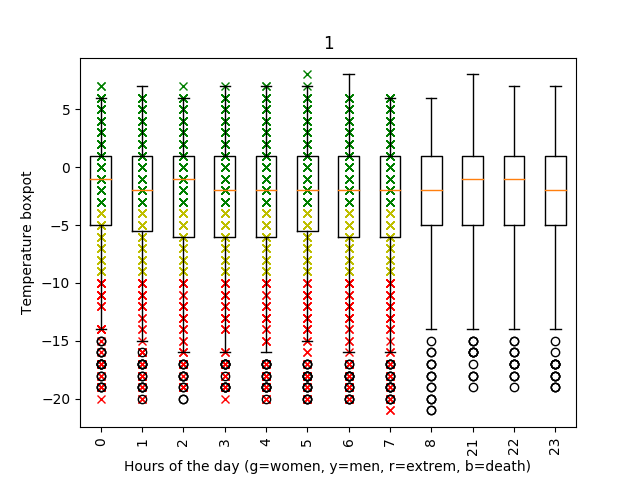 1
Temperature boxpot
5
0
−5
−10
−15
−20
0 1 2 3 4 5 6 7 8 21 22 23
Hours of the day (g=women, y=men, r=extrem, b=death)